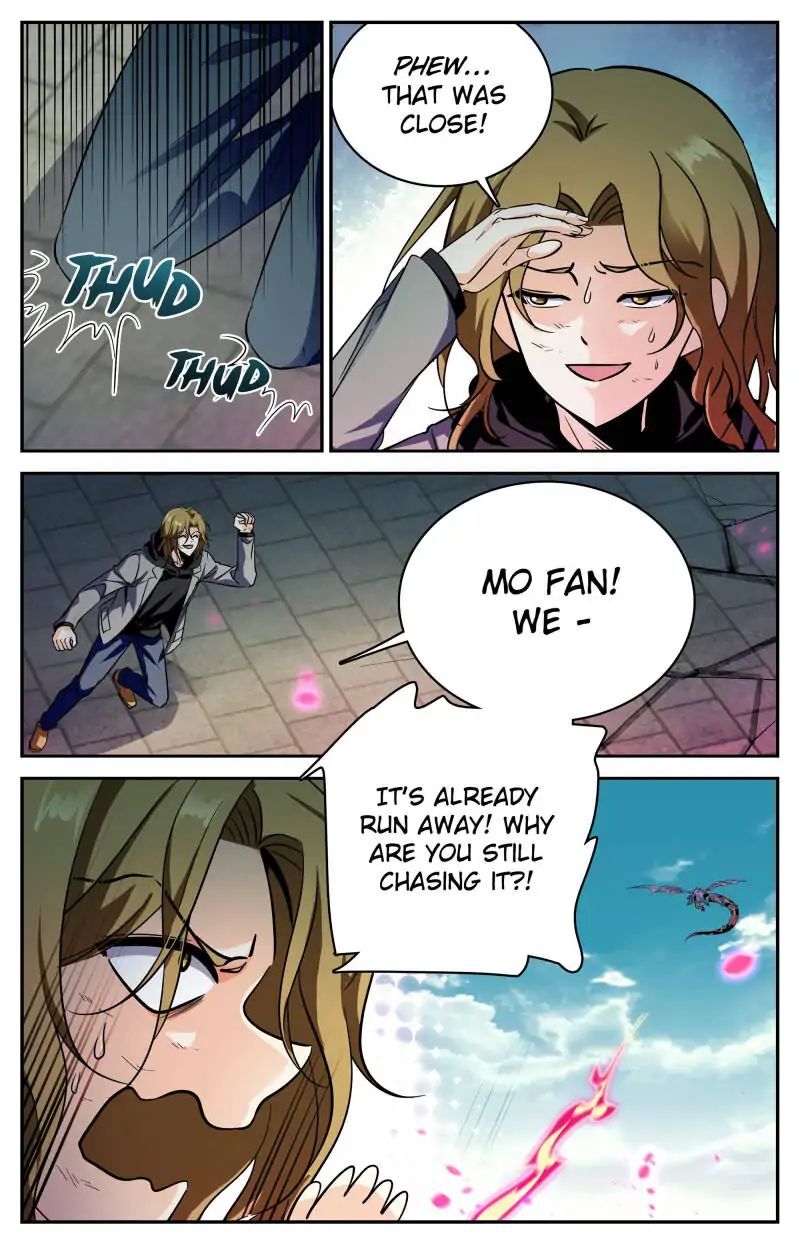 THUD
THUD
PHEW...
THAT WAS
CLOSE!
MO FAN!
WE -
IT'S ALREADY
RUN AWAY! WHY
ARE YOU STILL
CHASING IT?!